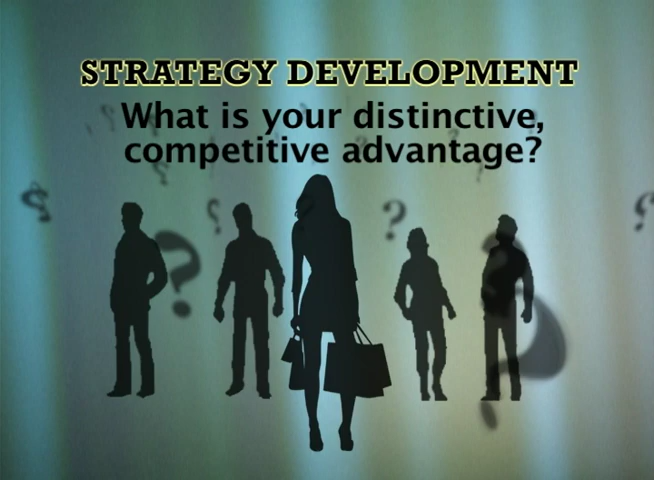 STRATEGY DEVELOPMENT
What is your distinctive,
competitive advantage?